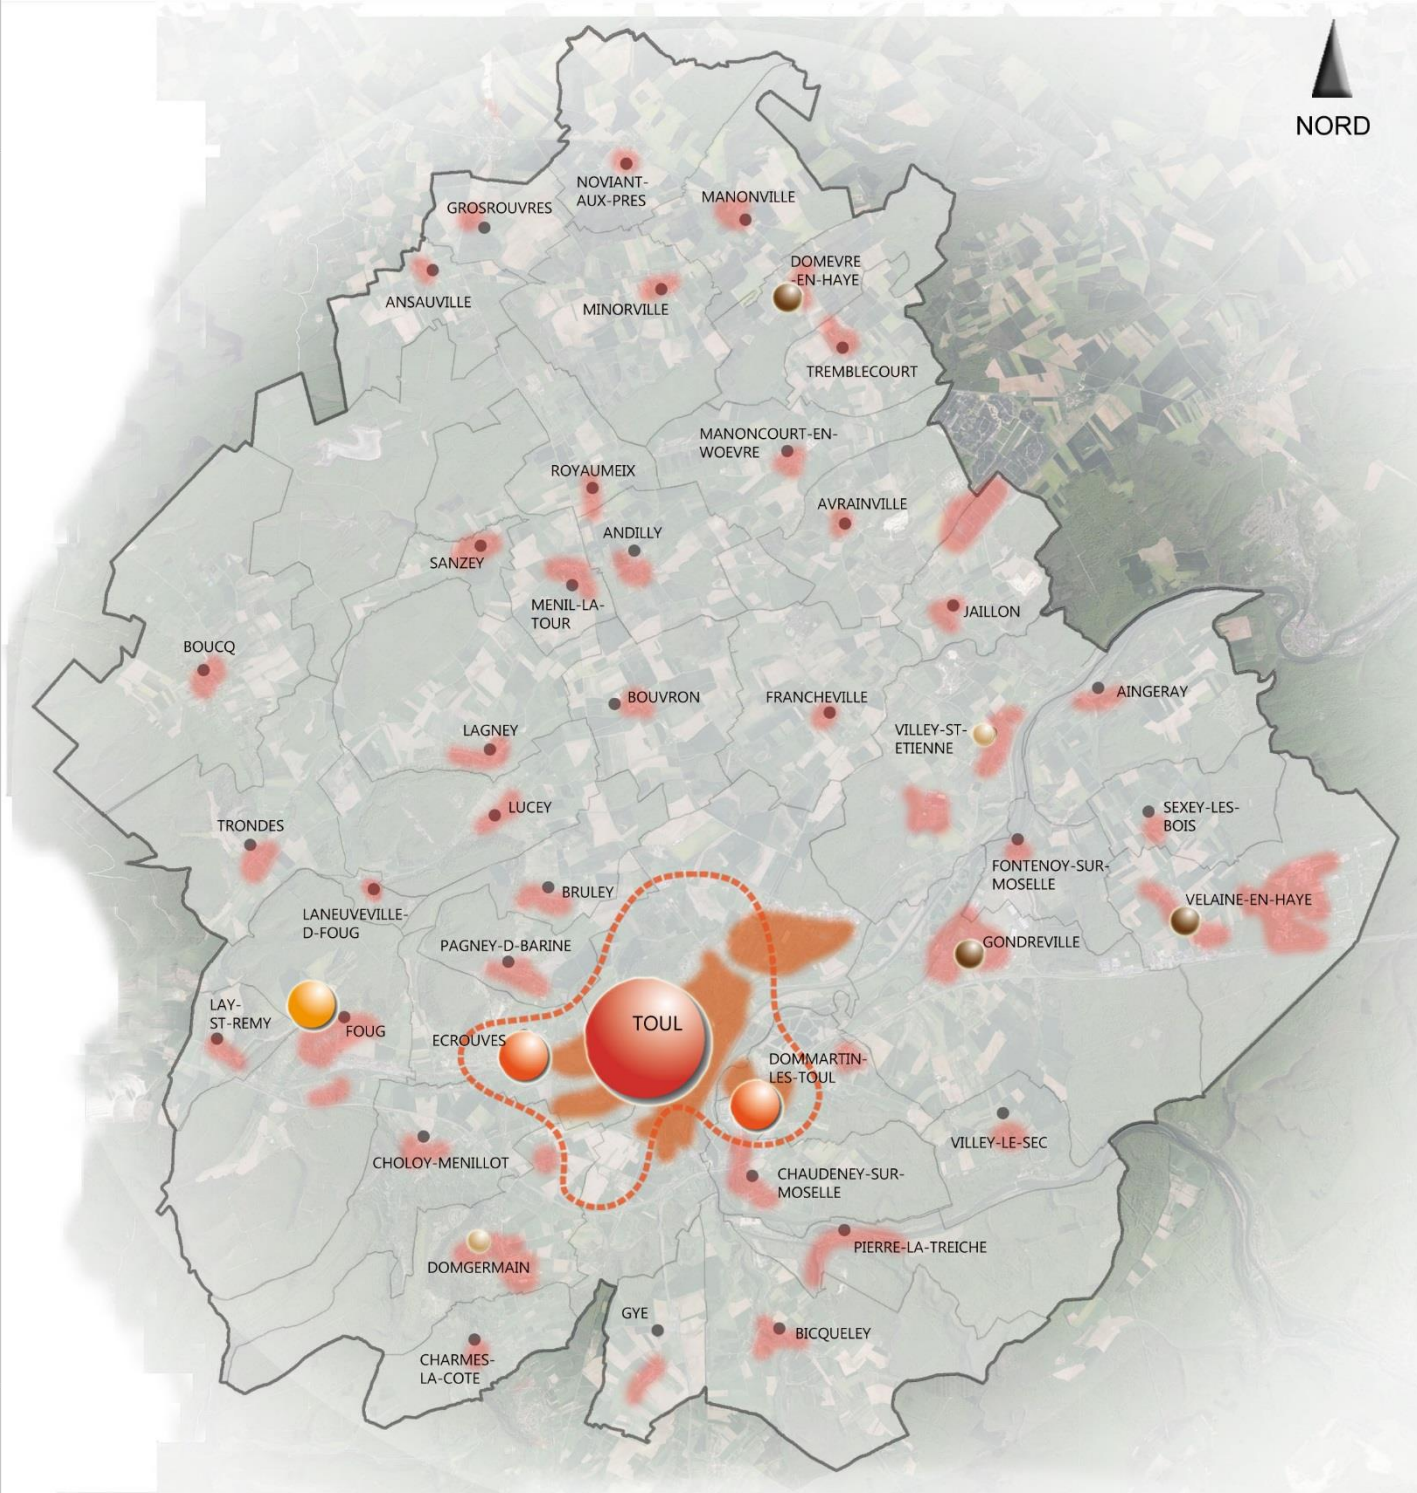 NORD
NOVIANT-
AUX-PRES
MANONVILLE
GROSROUVRES
DOMEVRE
-EN-HAYE
ANSAUVILLE
MINORVILLE
TREMBLECOURT
MANONCOURT-EN-
WOEVRE
ROYAUMEIX
AVRAINVILLE
ANDILLY
SANZEY
MENIL-LA-
TOUR
JAILLON
BOUCQ
AINGERAY
BOUVRON
FRANCHEVILLE
VILLEY-ST-
ETIENNE
LAGNEY
LUCEY
SEXEY-LES-
BOIS
TRONDES
FONTENOY-SUR-
MOSELLE
BRULEY
VELAINE-EN-HAYE
LANEUVEVILLE-
D-FOUG
PAGNEY-D-BARINE
GONDREVILLE
LAY-
ST-REMY
FOUG
TOUL
ECROUVES
DOMMARTIN-
LES-TOUL
VILLEY-LE-SEC
CHOLOY-MENILLOT
CHAUDENEY-SUR-
MOSELLE
PIERRE-LA-TREICHE
DOMGERMAIN
GYE
BICQUELEY
CHARMES-
LA-COTE